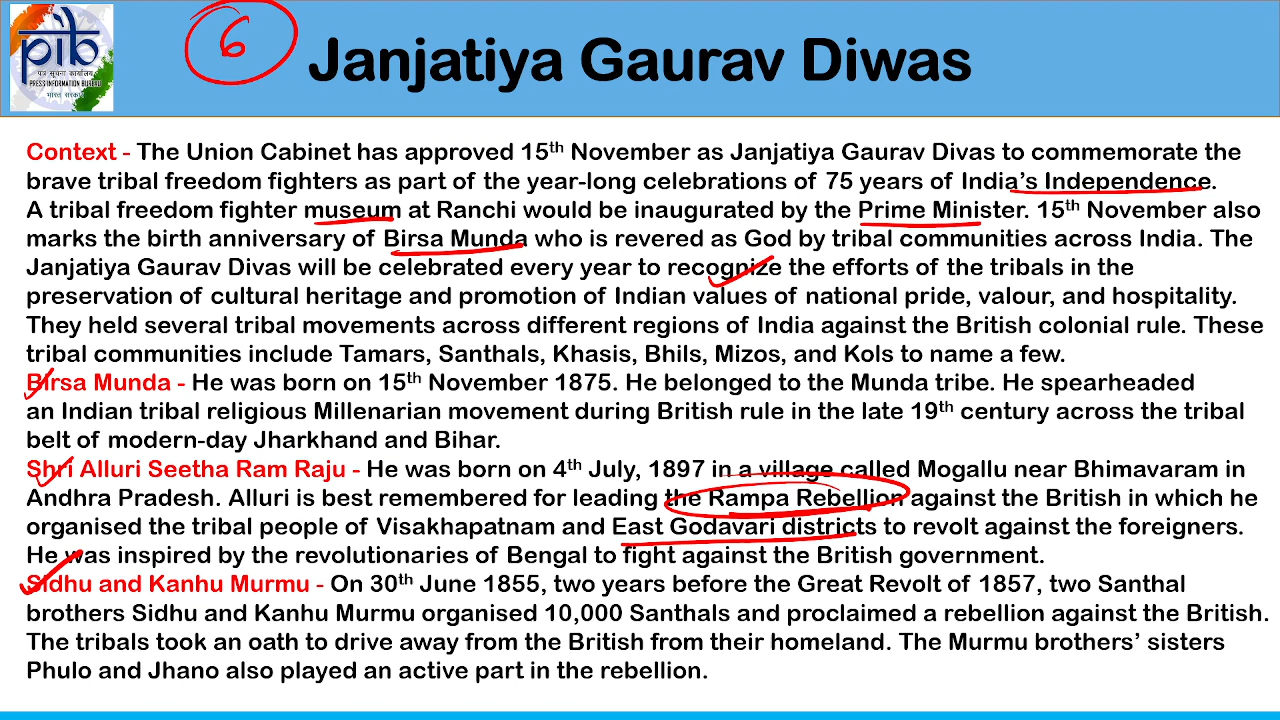 pib
पत्र सूचना कार्यालय
PRESS INFORMATION BUREAU
भारत सरकार
6
Janjatiya Gaurav Diwas
Context - The Union Cabinet has approved 15th November as Janjatiya Gaurav Divas to commemorate the
brave tribal freedom fighters as part of the year-long celebrations of 75 years of India's Independence.
A tribal freedom fighter museum at Ranchi would be inaugurated by the Prime Minister. 15th November also
marks the birth anniversary of Birsa Munda who is revered as God by tribal communities across India. The
Janjatiya Gaurav Divas will be celebrated every year to recognize the efforts of the tribals in the
preservation of cultural heritage and promotion of Indian values of national pride, valour, and hospitality.
They held several tribal movements across different regions of India against the British colonial rule. These
tribal communities include Tamars, Santhals, Khasis, Bhils, Mizos, and Kols to name a few.
Birsa Munda - He was born on 15th November 1875. He belonged to the Munda tribe. He spearheaded
an Indian tribal religious Millenarian movement during British rule in the late 19th century across the tribal
belt of modern-day Jharkhand and Bihar.
Shri Alluri Seetha Ram Raju - He was born on 4th July, 1897 in a village called Mogallu near Bhimavaram in
Andhra Pradesh. Alluri is best remembered for leading the Rampa Rebellion against the British in which he
organised the tribal people of Visakhapatnam and East Godavari districts to revolt against the foreigners.
He was inspired by the revolutionaries of Bengal to fight against the British government.
Sidhu and Kanhu Murmu - On 30th June 1855, two years before the Great Revolt of 1857, two Santhal
brothers Sidhu and Kanhu Murmu organised 10,000 Santhals and proclaimed a rebellion against the British.
The tribals took an oath to drive away from the British from their homeland. The Murmu brothers' sisters
Phulo and Jhano also played an active part in the rebellion.